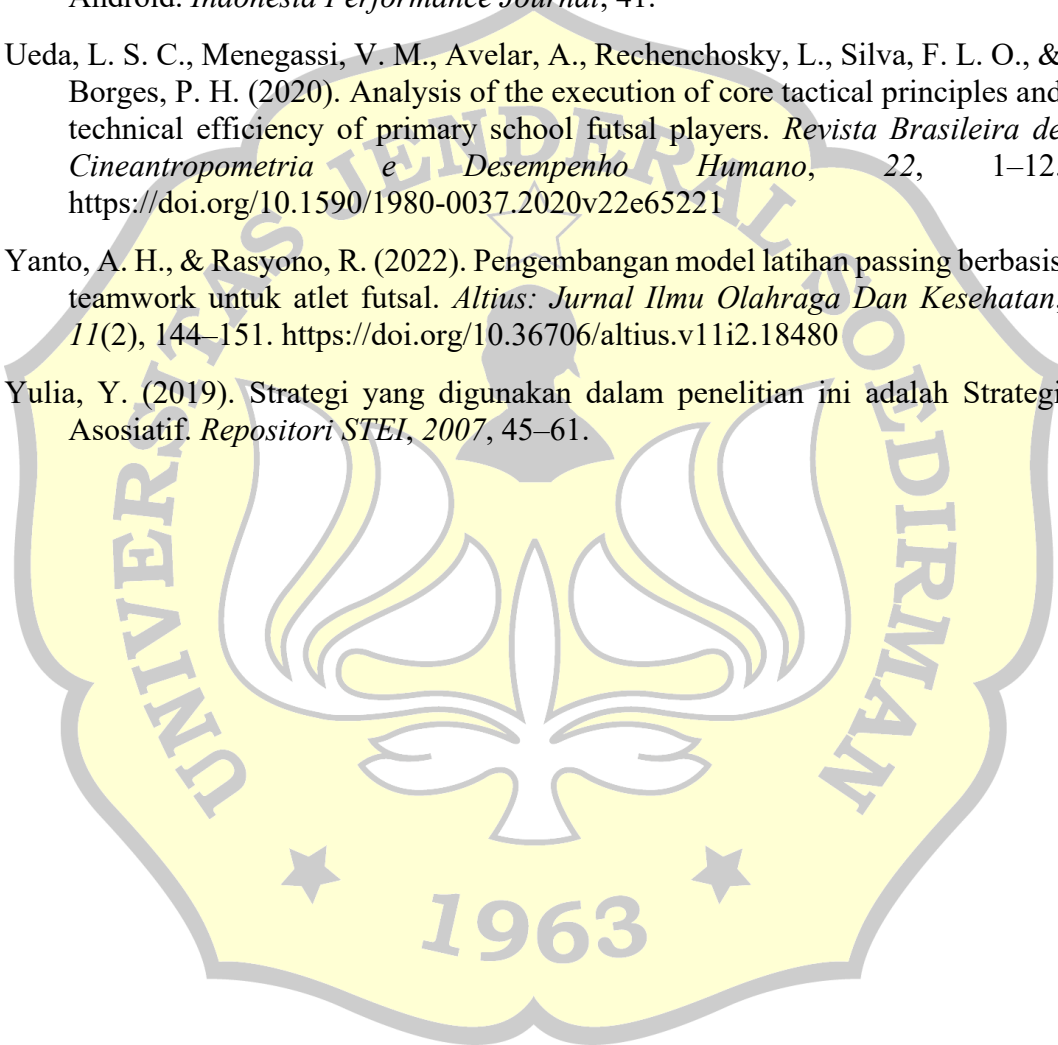 Android. Indonesia Performance Journal, 41.
Ueda, L. S. C., Menegassi, V. M., Avelar, A., Rechenchosky, L., Silva, F. L. O., &
Borges, P. H. (2020). Analysis of the execution of core tactical principles and
technical efficiency of primary school futsal players. Revista Brasileira de
Cineantropometria e Desempenho Humano, 22, 1–12.
https://doi.org/10.1590/1980-0037.2020v22e65221
Yanto, A. H., & Rasyono, R. (2022). Pengembangan model latihan passing berbasis
teamwork untuk atlet futsal. Altius: Jurnal Ilmu Olahraga Dan Kesehatan,
11(2), 144–151. https://doi.org/10.36706/altius.v11i2.18480
Yulia, Y. (2019). Strategi yang digunakan dalam penelitian ini adalah Strategi
Asosiatif. Repositori STEI, 2007, 45–61.
UNIVERSITAS JENDERAL SOEDIRMAN
1963